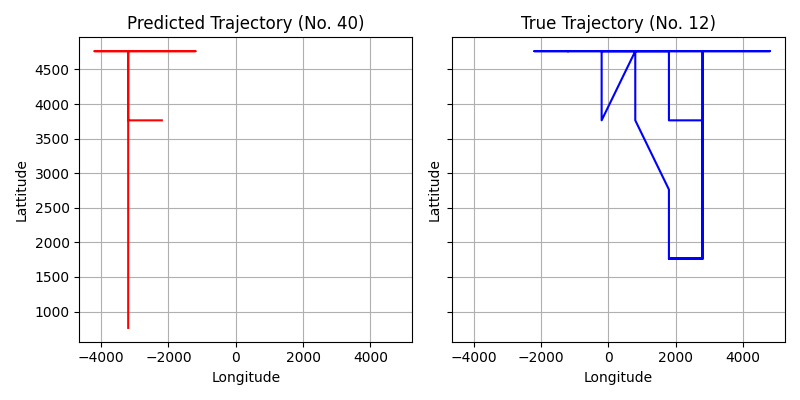 Predicted Trajectory (No. 40)
True Trajectory (No. 12)
4500
4000
3500
3000
2500
2000
1500
1000
Lattitude
Lattitude
−4000 −2000 0 2000 4000
−4000 −2000 0 2000 4000
Longitude
Longitude